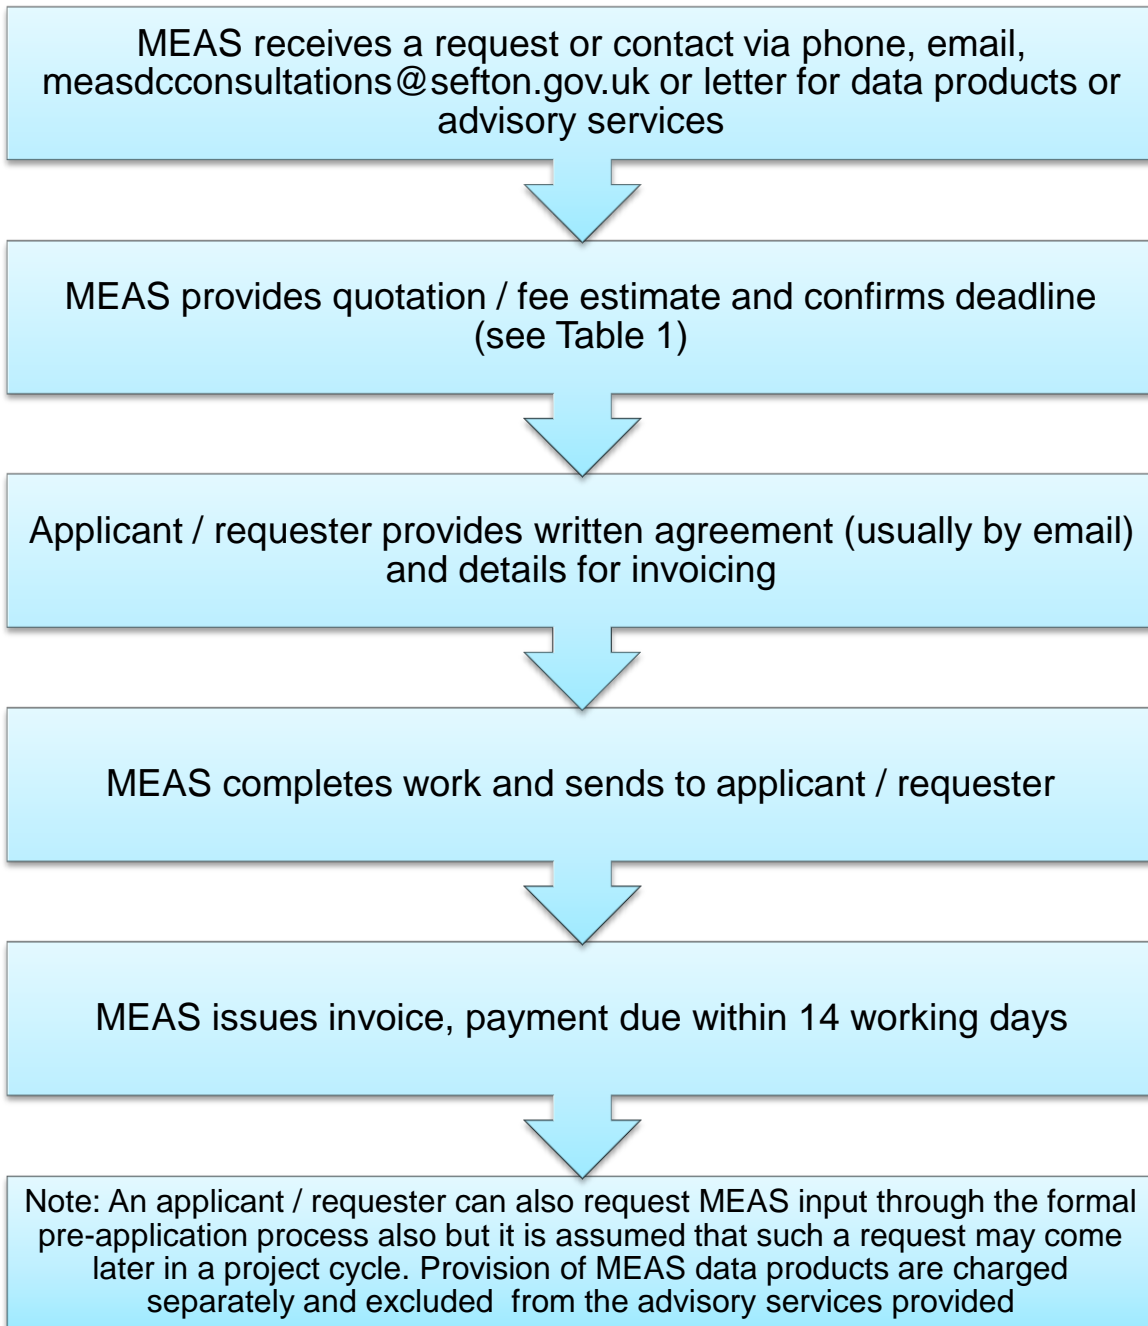 MEAS receives a request or contact via phone, email,
measdcconsultations@sefton.gov.uk or letter for data products or
advisory services
MEAS provides quotation / fee estimate and confirms deadline
(see Table 1)
Applicant / requester provides written agreement (usually by email)
and details for invoicing
MEAS completes work and sends to applicant / requester
MEAS issues invoice, payment due within 14 working days
Note: An applicant / requester can also request MEAS input through the formal
pre-application process also but it is assumed that such a request may come
later in a project cycle. Provision of MEAS data products are charged
separately and excluded  from the advisory services provided